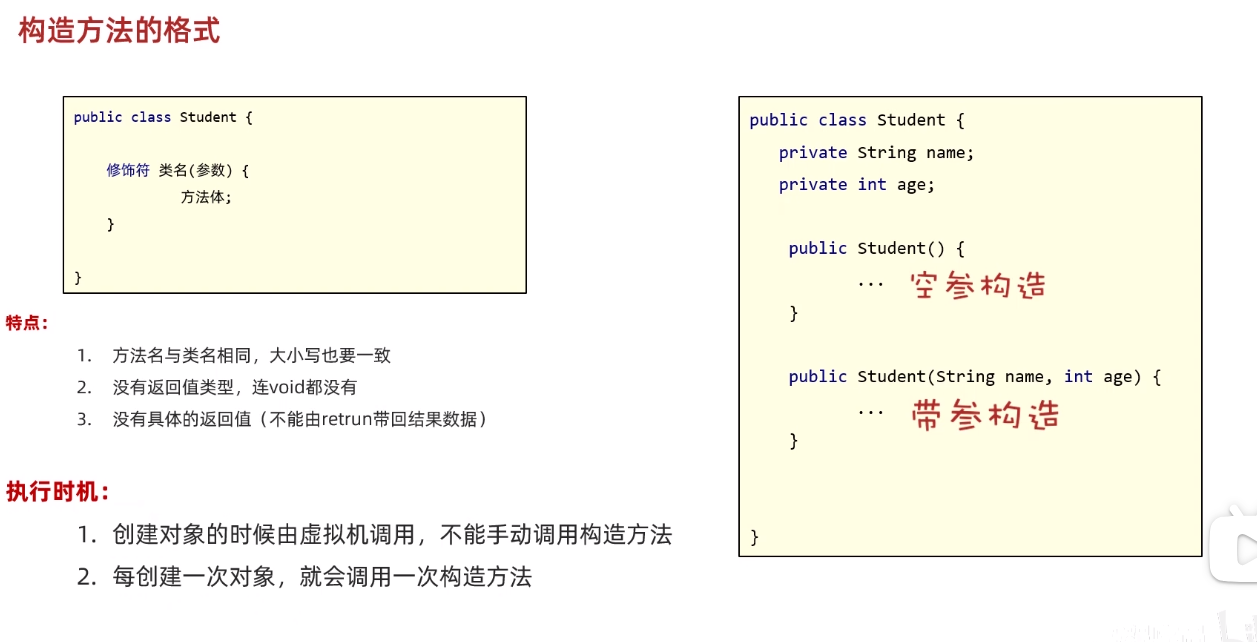 构造方法的格式
public class Student {
修饰符 类名(参数) {
方法体;
}
}
特点：
1. 方法名与类名相同，大小写也要一致
2. 没有返回值类型，连void都没有
3. 没有具体的返回值（不能由retrun带回结果数据）
执行时机：
1. 创建对象的时候由虚拟机调用，不能手动调用构造方法
2. 每创建一次对象，就会调用一次构造方法
public class Student {
private String name;
private int age;
public Student() {
... 空参构造
}
public Student(String name, int age) {
... 带参构造
}
}